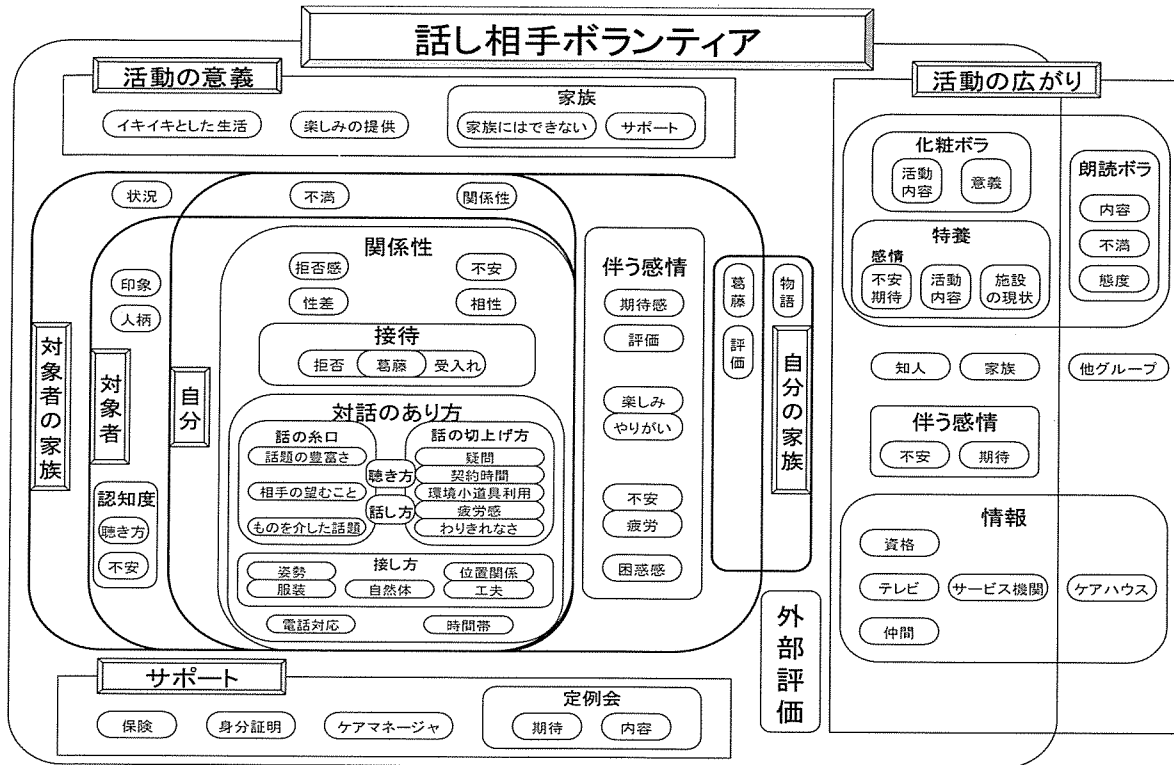 話し相手ボランティア
活動の意義
家族
イキイキとした生活
楽しみの提供
家族にはできない
サポート
対象者の家族
状況
不満
関係性
対象者
印象
人柄
認知度
聴き方
不安
自分
関係性
拒否感
不安
性差
相性
接待
拒否
葛藤
受入れ
対話のあり方
話の糸口
話題の豊富さ
相手の望むこと
ものを介した話題
聴き方
話し方
話の切上げ方
疑問
契約時間
環境小道具利用
疲労感
わりきれなさ
接し方
姿勢
服装
自然体
位置関係
工夫
電話対応
時間帯
伴う感情
期待感
評価
楽しみ
やりがい
不安
疲労
困惑感
自分の家族
葛藤
評価
物語
外部評価
サポート
保険
身分証明
ケアマネージャ
定例会
期待
内容
活動の広がり
化粧ボラ
活動
内容
意義
特養
感情
不安
期待
活動
内容
施設
の現状
朗読ボラ
内容
不満
態度
知人
家族
他グループ
伴う感情
不安
期待
情報
資格
テレビ
サービス機関
ケアハウス
仲間